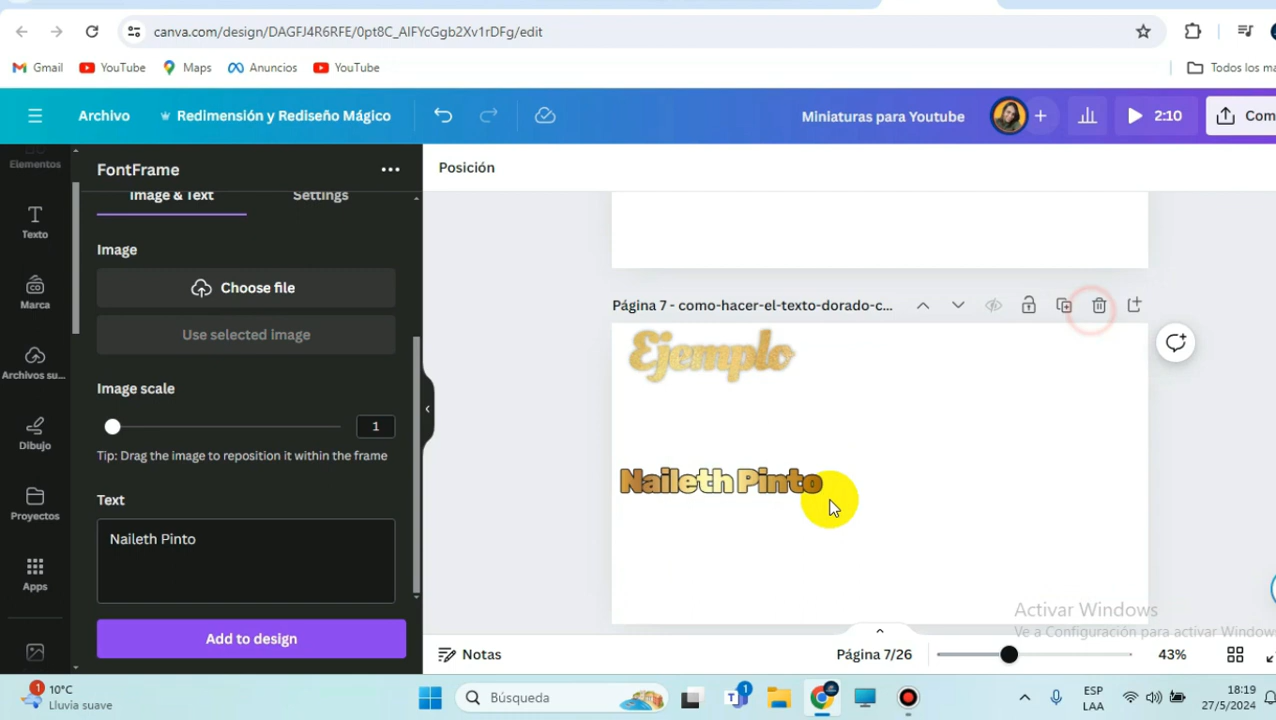 canva.com/design/DAGFJ4R6RFE/0pt8C_AlFYcGgb2Xv1rDFg/edit
Gmail
YouTube
Maps
Anuncios
YouTube
Todos los ma
Archivo
Redimensión y Rediseño Mágico
Miniaturas para Youtube
2:10
Com
Elementos
Texto
Marca
Archivos su...
Dibujo
Proyectos
Apps
FontFrame
Image & Text
Settings
Image
Choose file
Use selected image
Image scale
1
Tip: Drag the image to reposition it within the frame
Text
Naileth Pinto
Add to design
Posición
Página 7 - como-hacer-el-texto-dorado-c...
Ejemplo
Naileth Pinto
Activar Windows
Ve a Configuración para activar Window
Notas
Página 7/26
43%
1
10°C
Lluvia suave
Búsqueda
1
ESP
LAA
18:19
27/5/2024